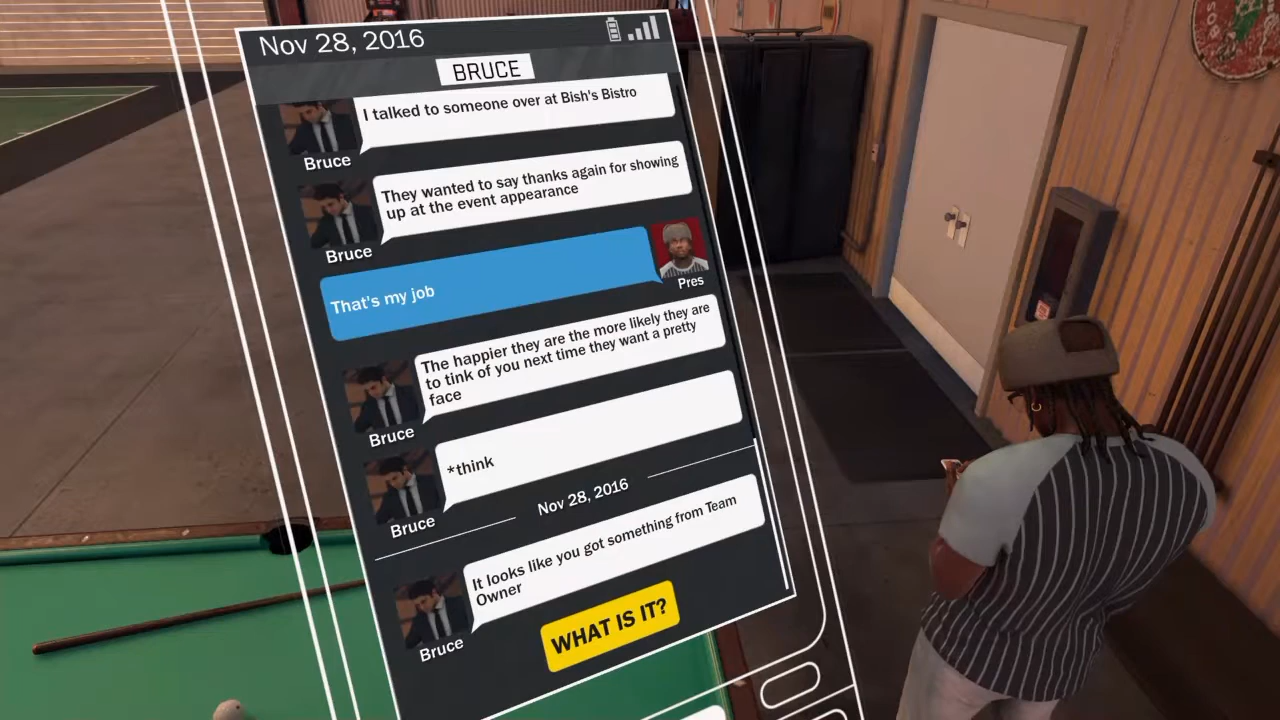 Nov 28, 2016
BRUCE
I talked to someone over at Bish's Bistro
Bruce
They wanted to say thanks again for showing
up at the event appearance
Bruce
That's my job
Pres
The happier they are the more likely they are
to tink of you next time they want a pretty
face
Bruce
*think
Bruce
Nov 28, 2016
It looks like you got something from Team
Owner
Bruce
WHAT IS IT?
BOS